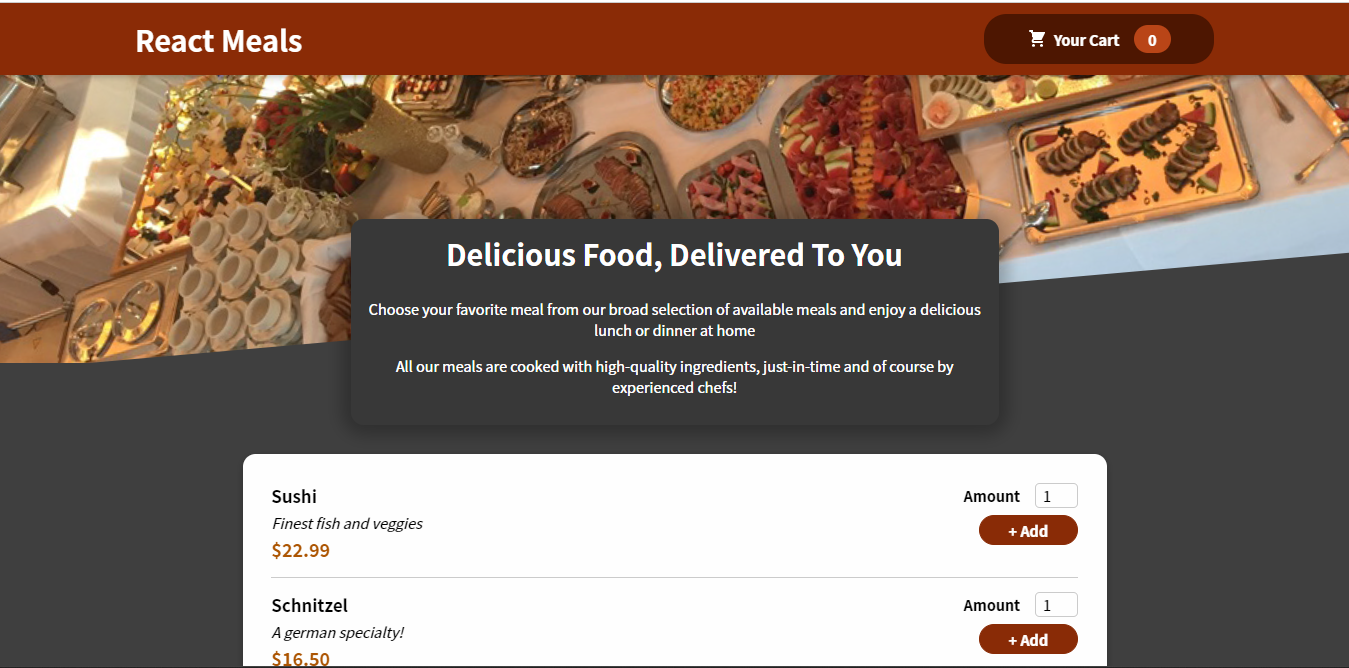 React Meals
Your Cart 0
Delicious Food, Delivered To You
Choose your favorite meal from our broad selection of available meals and enjoy a delicious
lunch or dinner at home
All our meals are cooked with high-quality ingredients, just-in-time and of course by
experienced chefs!
Sushi
Amount 1
Finest fish and veggies
+ Add
$22.99
Schnitzel
Amount 1
A german specialty!
+ Add
$16.50